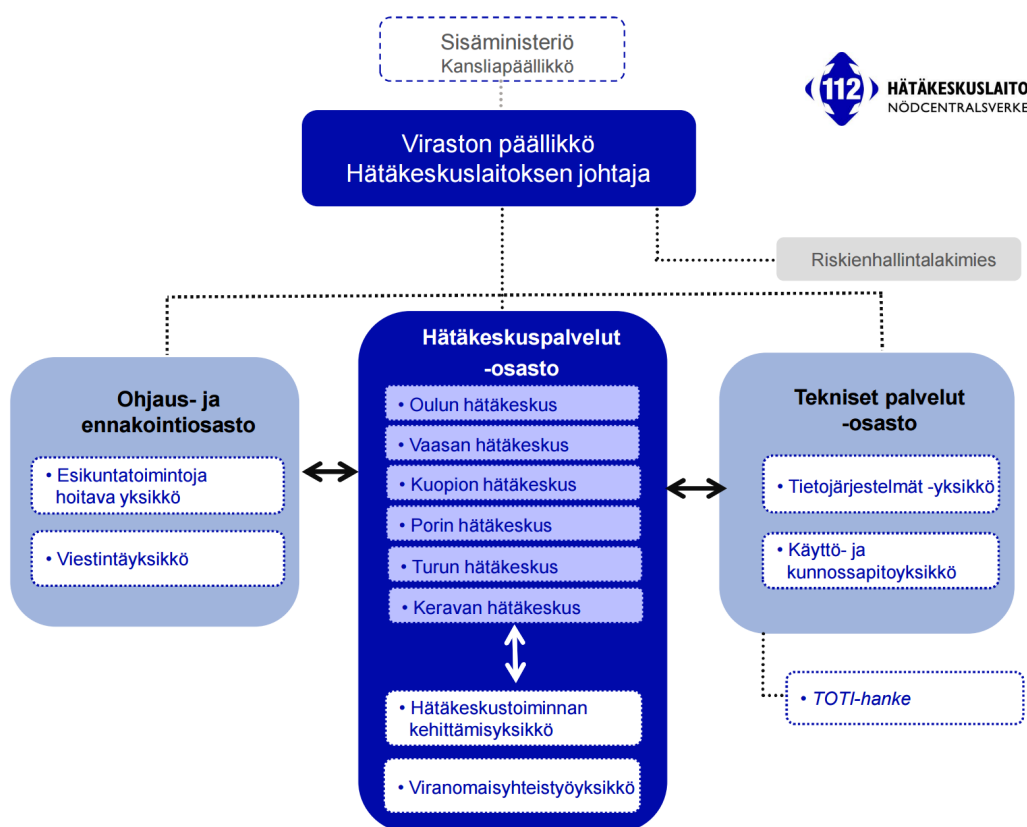 Sisäministeriö
Kansliapäällikkö
112
HÄTÄKESKUSLAITO
NÖDCENTRALSVERKE
Viraston päällikkö
Hätäkeskuslaitoksen johtaja
Riskienhallintalakimies
Ohjaus- ja
ennakointiosasto
• Esikuntatoimintoja
hoitava yksikkö
• Viestintäyksikkö
Hätäkeskuspalvelut
-osasto
• Oulun hätäkeskus
• Vaasan hätäkeskus
• Kuopion hätäkeskus
• Porin hätäkeskus
• Turun hätäkeskus
• Keravan hätäkeskus
• Hätäkeskustoiminnan
kehittämisyksikkö
• Viranomaisyhteistyöyksikkö
Tekniset palvelut
-osasto
• Tietojärjestelmät -yksikkö
• Käyttö- ja
kunnossapitoyksikkö
• TOTI-hanke